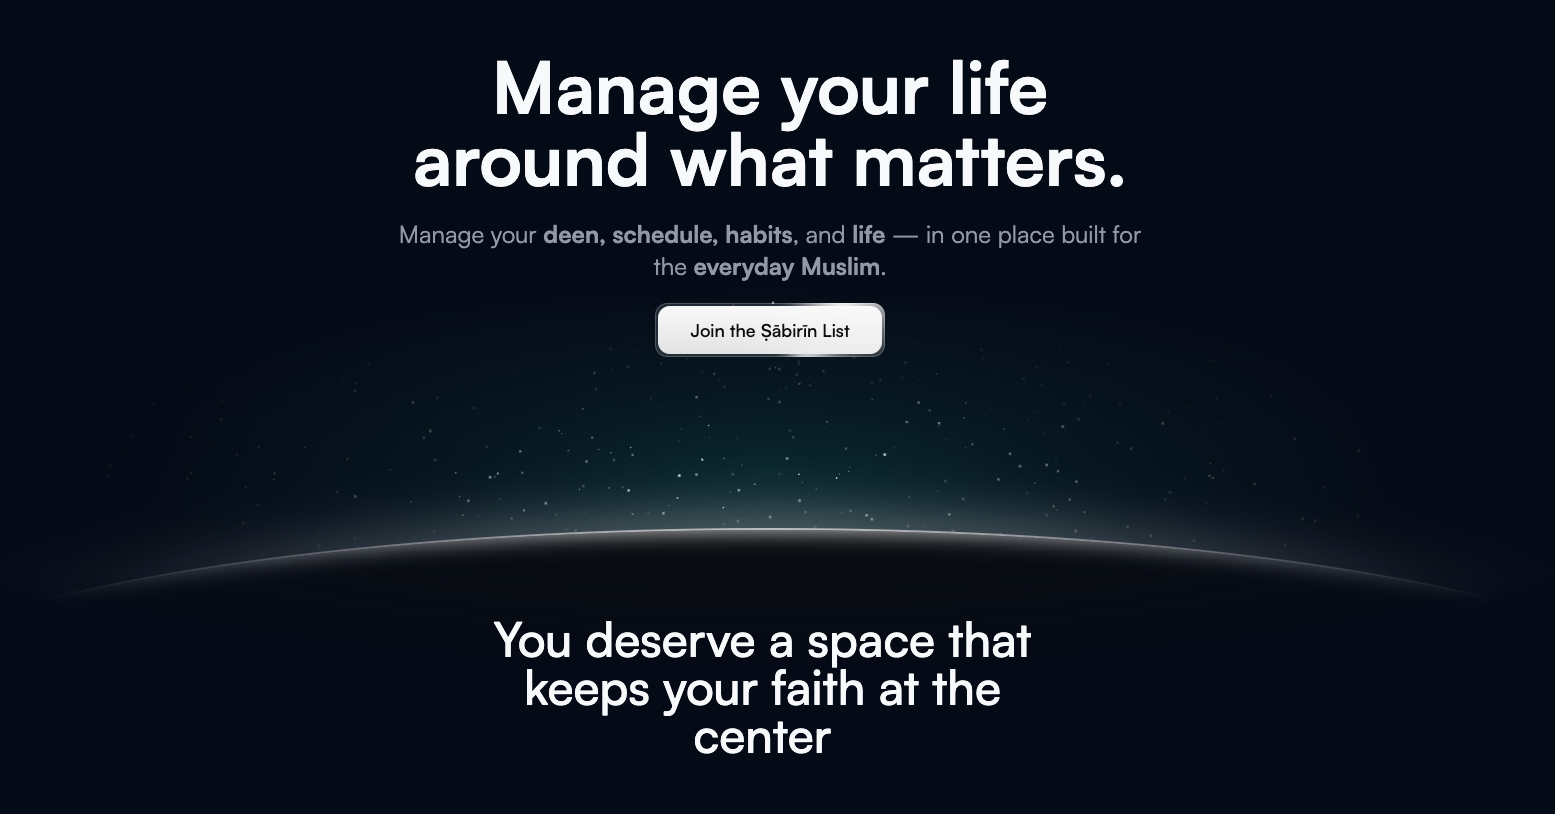 Manage your life
around what matters.
Manage your deen, schedule, habits, and life — in one place built for
the everyday Muslim.
Join the Ṣābirīn List
You deserve a space that
keeps your faith at the
center